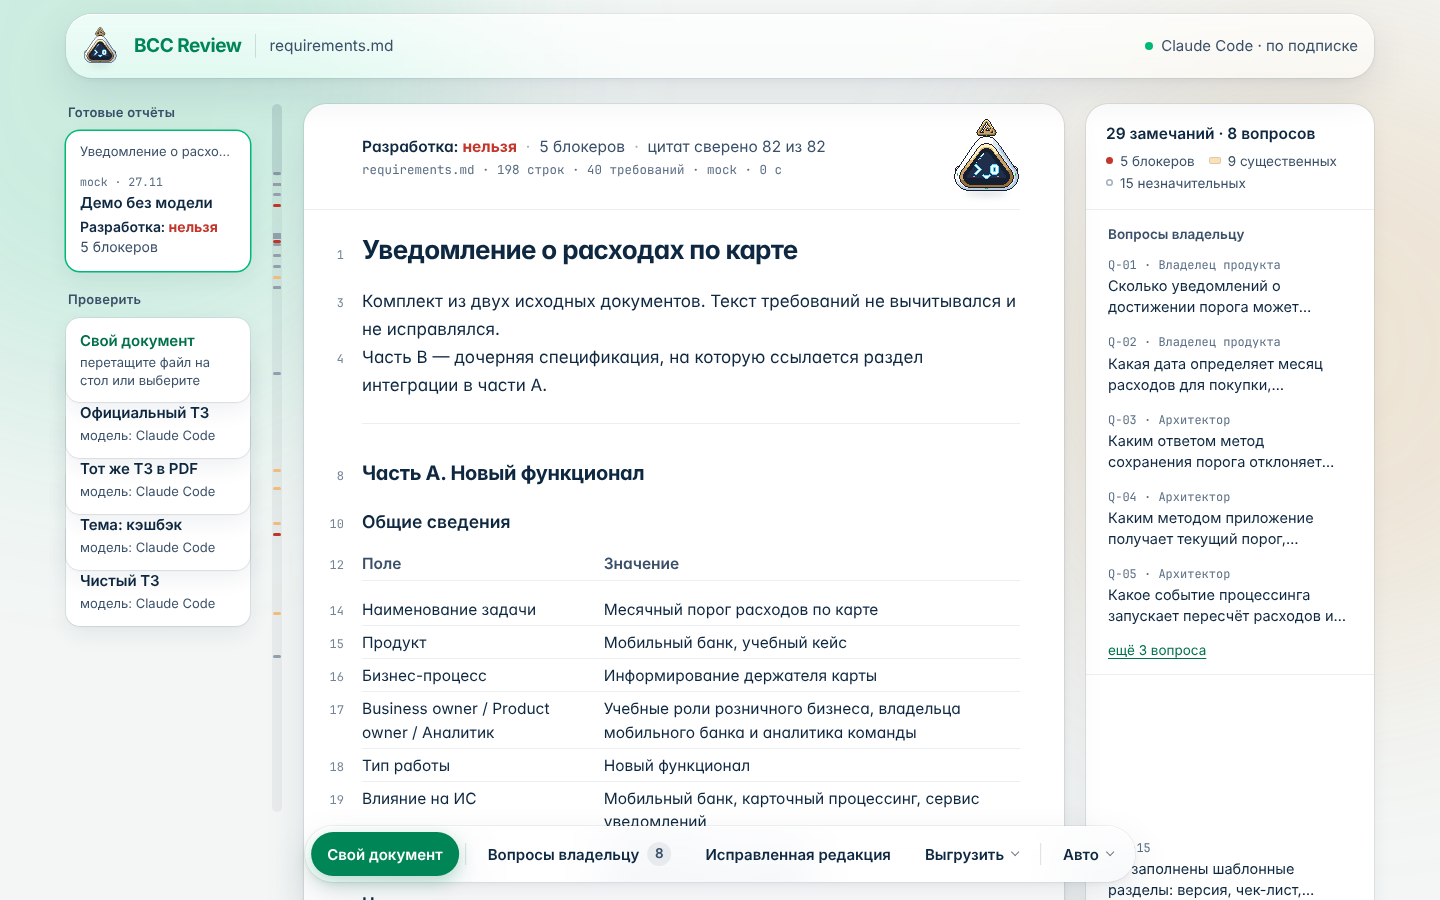 BCC Review
requirements.md
Claude Code · по подписке
Готовые отчёты
Уведомление о расхо...
mock · 27.11
Демо без модели
Разработка: нельзя
5 блокеров
Проверить
Свой документ
перетащите файл на
стол или выберите
Официальный ТЗ
модель: Claude Code
Тот же ТЗ в PDF
модель: Claude Code
Тема: кэшбэк
модель: Claude Code
Чистый ТЗ
модель: Claude Code
Разработка: нельзя · 5 блокеров · цитат сверено 82 из 82
requirements.md · 198 строк · 40 требований · mock · 0 с
1 Уведомление о расходах по карте
3 Комплект из двух исходных документов. Текст требований не вычитывался и
не исправлялся.
4 Часть B — дочерняя спецификация, на которую ссылается раздел
интеграции в части A.
8 Часть A. Новый функционал
10 Общие сведения
12 Поле Значение
14 Наименование задачи Месячный порог расходов по карте
15 Продукт Мобильный банк, учебный кейс
16 Бизнес-процесс Информирование держателя карты
17 Business owner / Product Учебные роли розничного бизнеса, владельца
owner / Аналитик мобильного банка и аналитика команды
18 Тип работы Новый функционал
19 Влияние на ИС Мобильный банк, карточный процессинг, сервис
уведомлений
29 замечаний · 8 вопросов
5 блокеров 9 существенных
15 незначительных
Вопросы владельцу
Q-01 · Владелец продукта
Сколько уведомлений о
достижении порога может...
Q-02 · Владелец продукта
Какая дата определяет месяц
расходов для покупки,...
Q-03 · Архитектор
Каким ответом метод
сохранения порога отклоняет...
Q-04 · Архитектор
Каким методом приложение
получает текущий порог,...
Q-05 · Архитектор
Какое событие процессинга
запускает пересчёт расходов и...
ещё 3 вопроса
15
заполнены шаблонные
разделы: версия, чек-лист,...
Свой документ
Вопросы владельцу 8
Исправленная редакция
Выгрузить
Авто